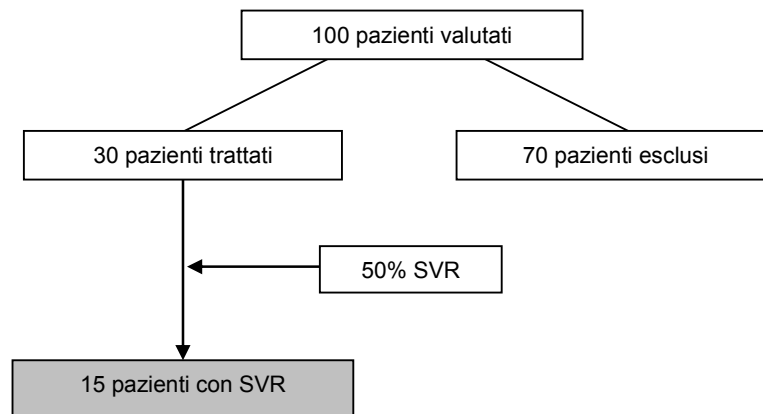 100 pazienti valutati
30 pazienti trattati
70 pazienti esclusi
50% SVR
15 pazienti con SVR